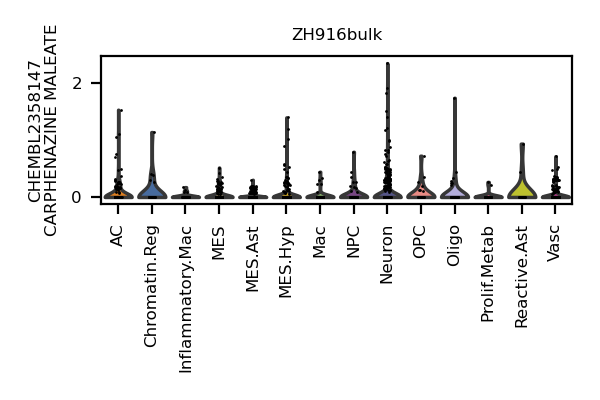 ZH916bulk
CHEMBL2358147
CARPHENAZINE MALEATE
2
0
AC
Chromatin.Reg
Inflammatory.Mac
MES
MES.Ast
MES.Hyp
Mac
NPC
Neuron
OPC
Oligo
Prolif.Metab
Reactive.Ast
Vasc